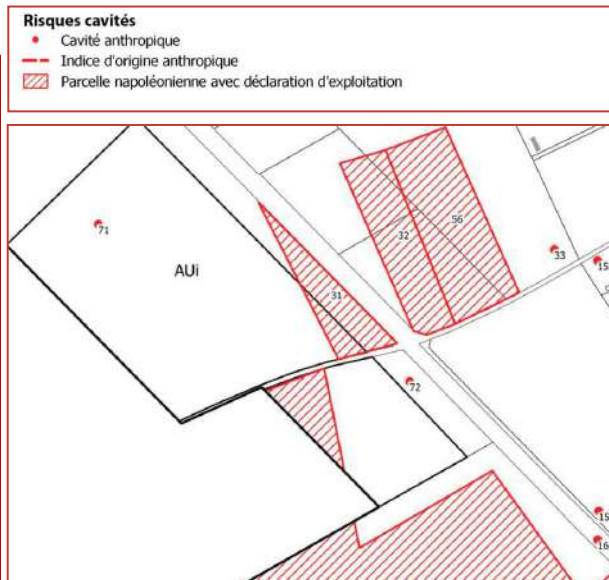 Risques cavités
Cavité anthropique
Indice d'origine anthropique
Parcelle napoléonienne avec déclaration d'exploitation
71
AUi
32
56
33
15
31
72
15
16